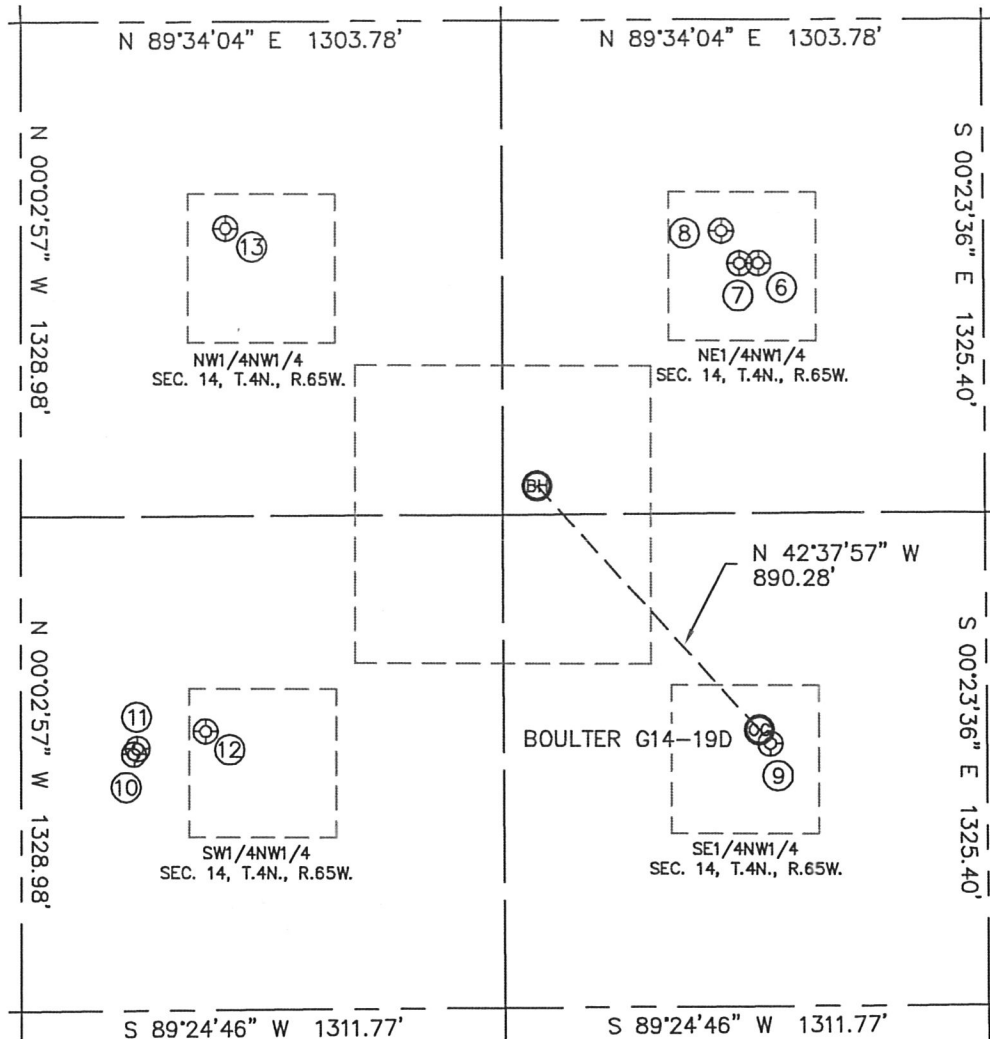 N 89°34'04" E 1303.78'
N 89°34'04" E 1303.78'
N 00°02'57" W 1328.98'
S 00°23'36" E 1325.40'
13
8
7
6
NW1/4NW1/4
SEC. 14, T.4N., R.65W.
NE1/4NW1/4
SEC. 14, T.4N., R.65W.
BH
N 42°37'57" W
890.28'
N 00°02'57" W 1328.98'
S 00°23'36" E 1325.40'
11
12
10
BOULTER G14-19D
9
SW1/4NW1/4
SEC. 14, T.4N., R.65W.
SE1/4NW1/4
SEC. 14, T.4N., R.65W.
S 89°24'46" W 1311.77'
S 89°24'46" W 1311.77'